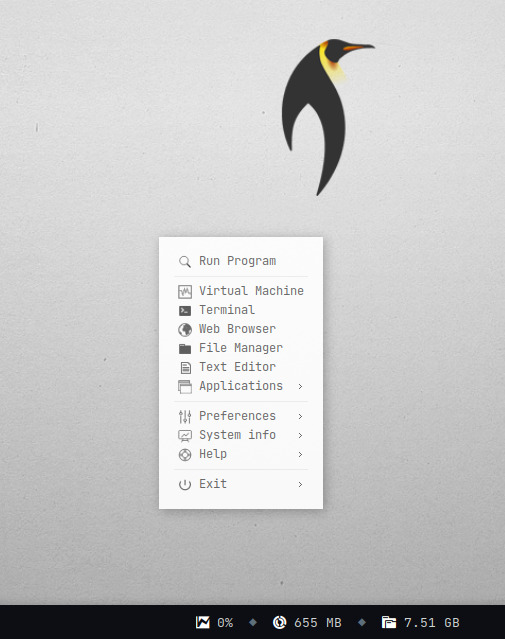 Run Program
Virtual Machine
Terminal
Web Browser
File Manager
Text Editor
Applications
Preferences
System info
Help
Exit
0% 655 MB 7.51 GB